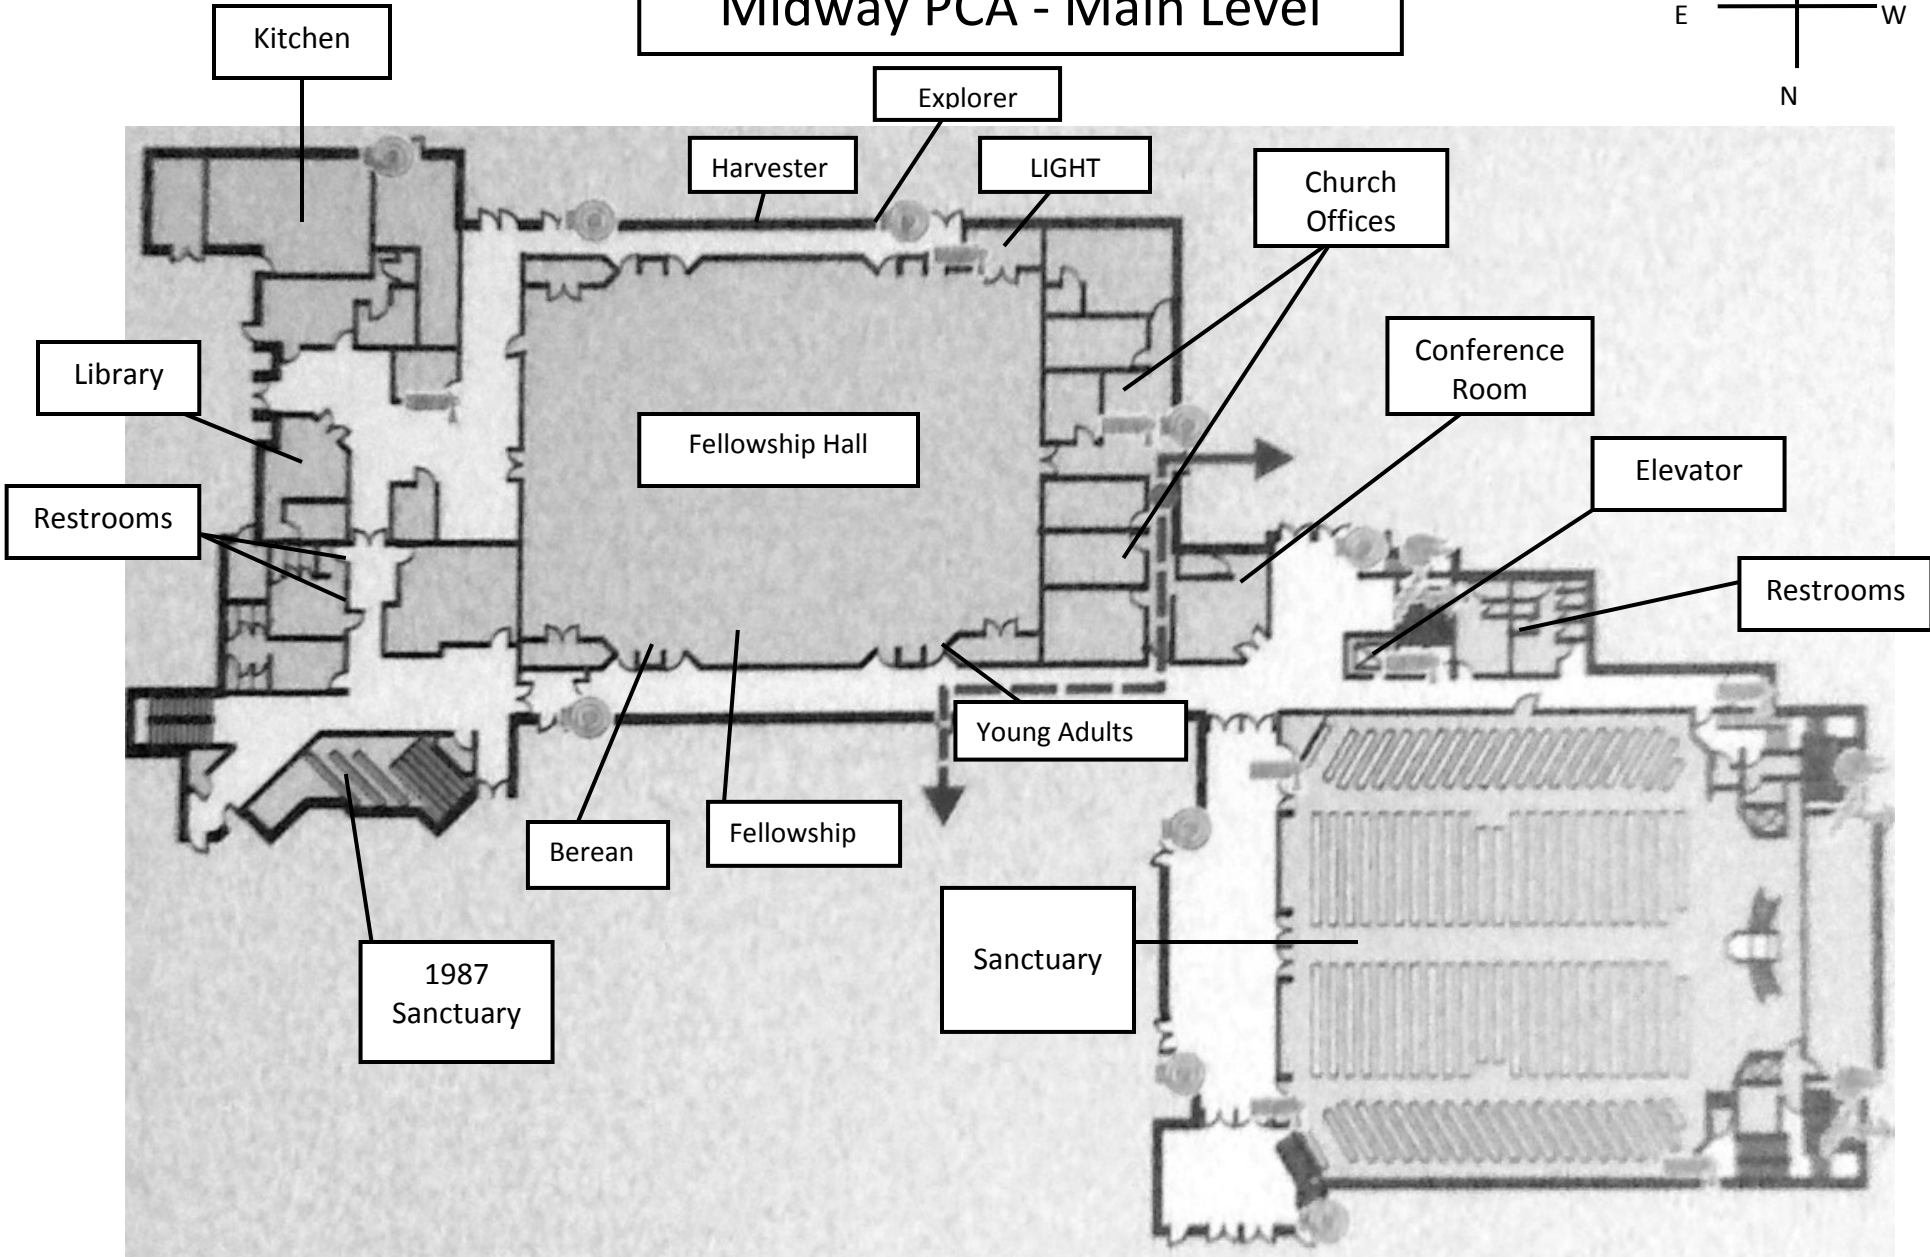 Midway PCA - Main Level
E
W
N
Kitchen
Explorer
Harvester
LIGHT
Church
Offices
Library
Conference
Room
Fellowship Hall
Elevator
Restrooms
Restrooms
Young Adults
Berean
Fellowship
1987
Sanctuary
Sanctuary